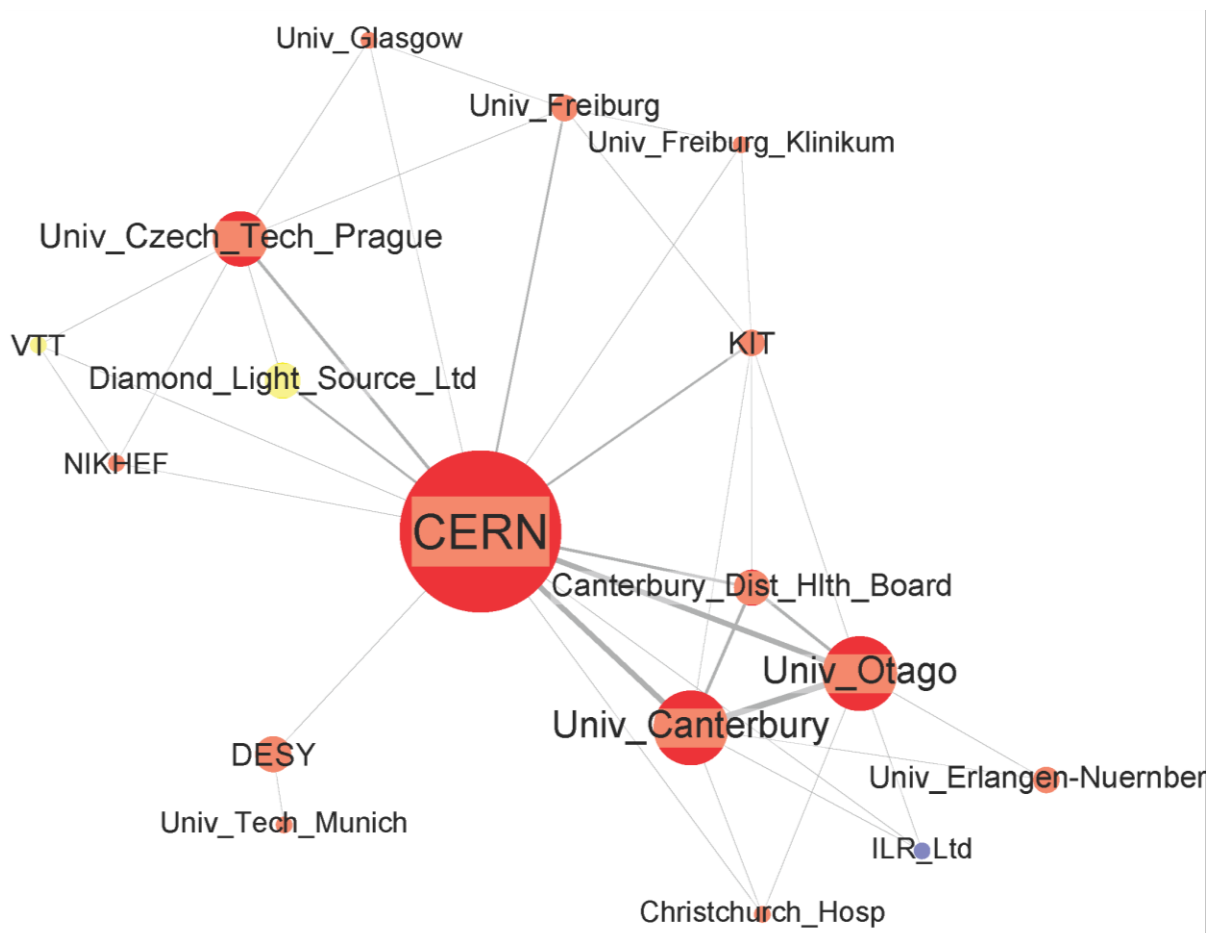 Univ_Glasgow
Univ_Freiburg
Univ_Freiburg_Klinikum
Univ_Czech_Tech_Prague
VTT
KIT
Diamond_Light_Source_Ltd
NIKHEF
CERN
Canterbury_Dist_Hlth_Board
Univ_Otago
Univ_Canterbury
DESY
Univ_Erlangen-Nuernber
Univ_Tech_Munich
ILR_Ltd
Christchurch_Hosp